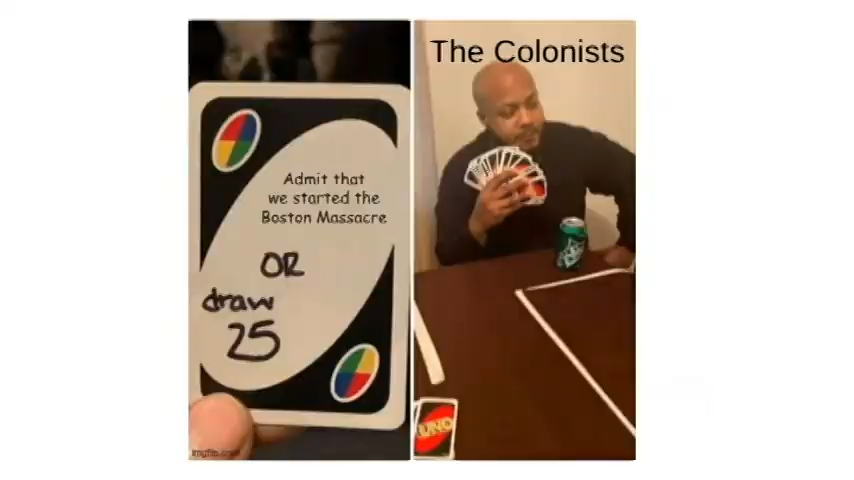 The Colonists
Admit that
we started the
Boston Massacre
OR
draw
25
UNO
imgflip.com